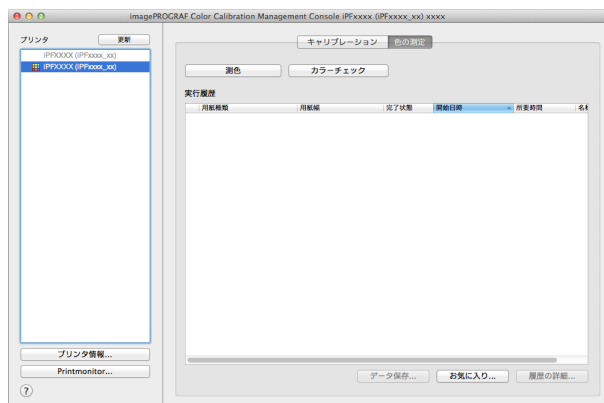 imagePROGRAF Color Calibration Management Console iPFxxxx (iPFxxxx_xx) xxxx
プリンタ
更新
iPFXXXX (iPFxxxx_xx)
iPFXXXX (iPFxxxx_xx)
プリンタ情報...
Printmonitor...
?
キャリブレーション 色の測定
測色 カラーチェック
実行履歴
用紙種類 用紙幅 完了状態 開始日時 所要時間 名称
データ保存... お気に入り... 履歴の詳細...